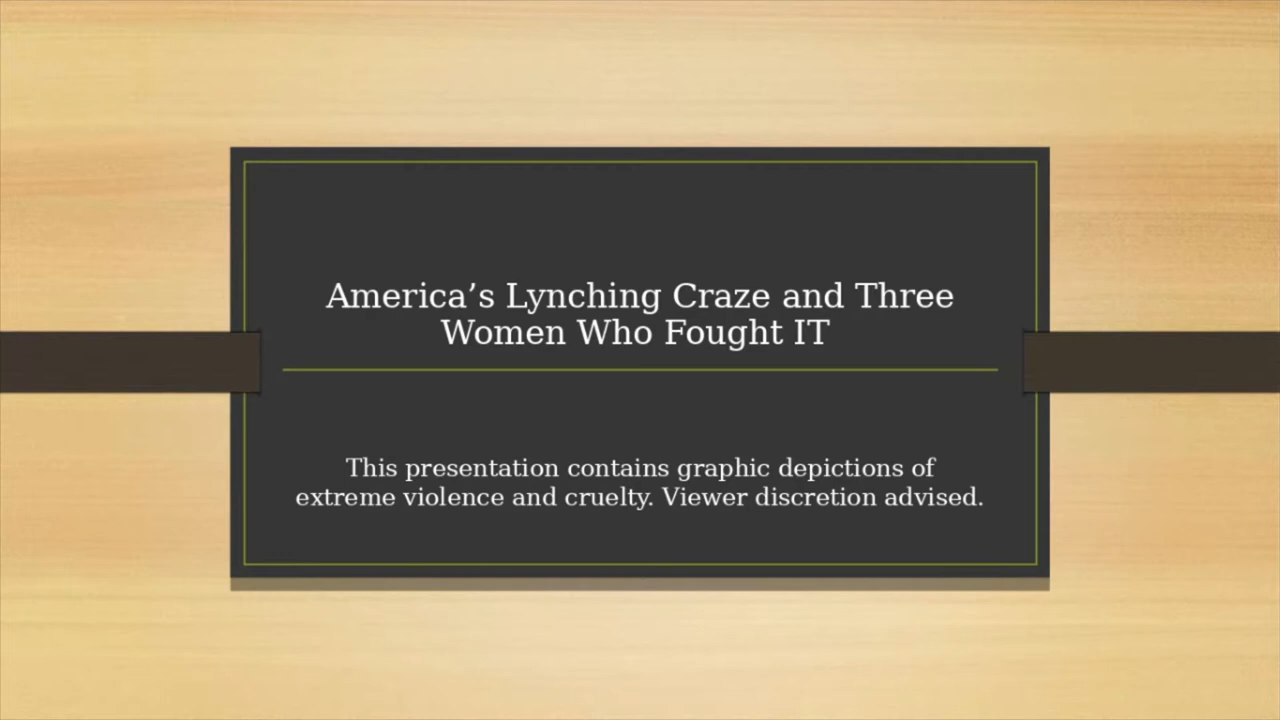 America’s Lynching Craze and Three
Women Who Fought IT
This presentation contains graphic depictions of
extreme violence and cruelty. Viewer discretion advised.